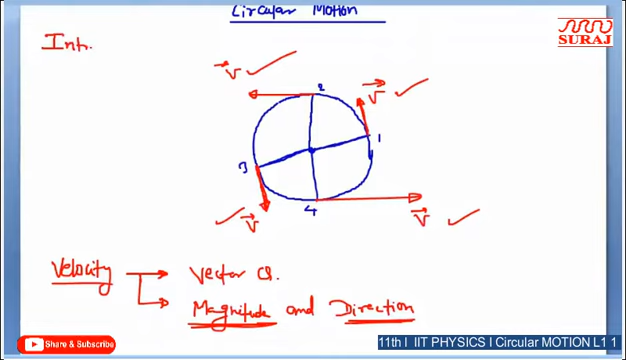 Circular Motion
SURAJ
Intr.
v
2
v
1
3
4
v
v
Velocity → Vector Q.
→ Magnitude and Direction
Share & Subscribe
11th I IIT PHYSICS I Circular MOTION L1 1